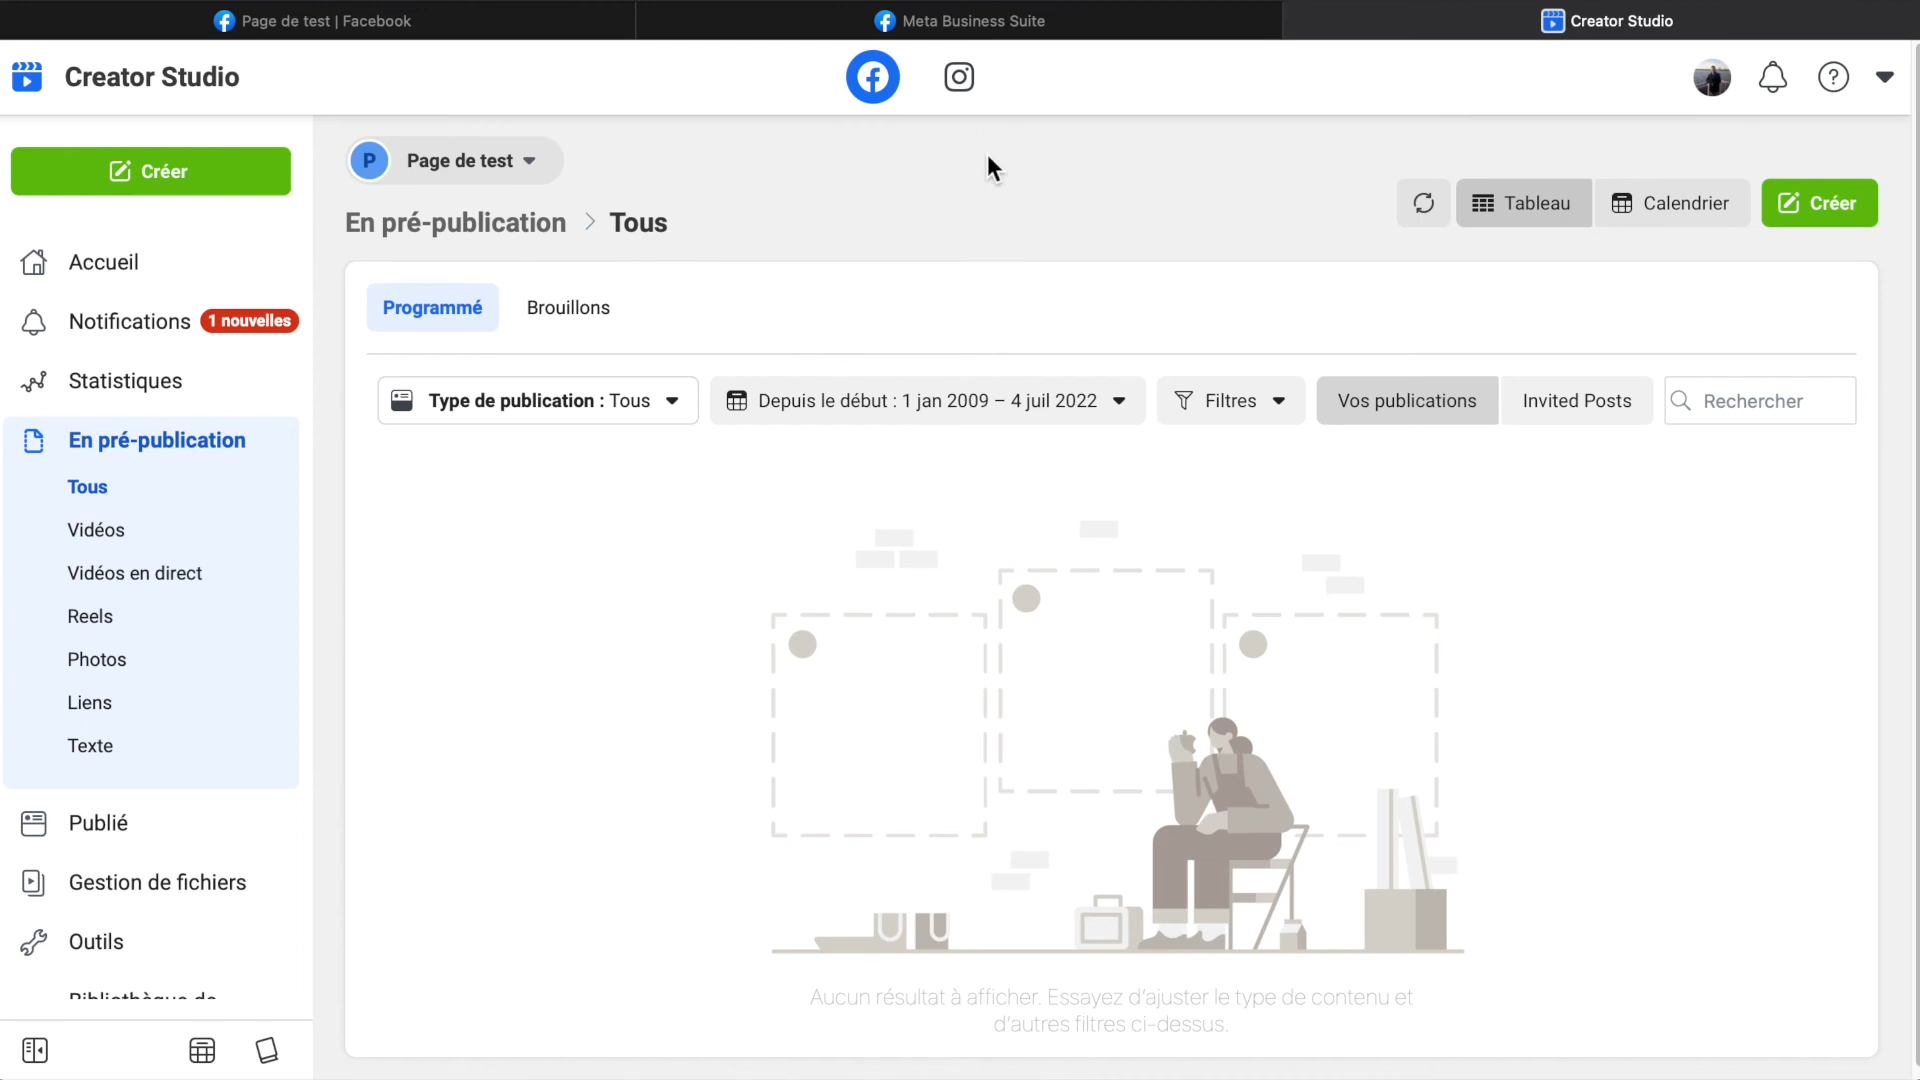 Page de test | Facebook
Meta Business Suite
Creator Studio
Creator Studio
Créer
P
Page de test
En pré-publication > Tous
Tableau
Calendrier
Créer
Accueil
Notifications
1 nouvelles
Statistiques
En pré-publication
Tous
Vidéos
Vidéos en direct
Reels
Photos
Liens
Texte
Publié
Gestion de fichiers
Outils
Programmé
Brouillons
Type de publication : Tous
Depuis le début : 1 jan 2009 – 4 juil 2022
Filtres
Vos publications
Invited Posts
Rechercher
Aucun résultat à afficher. Essayez d'ajuster le type de contenu et
d'autres filtres ci-dessus.